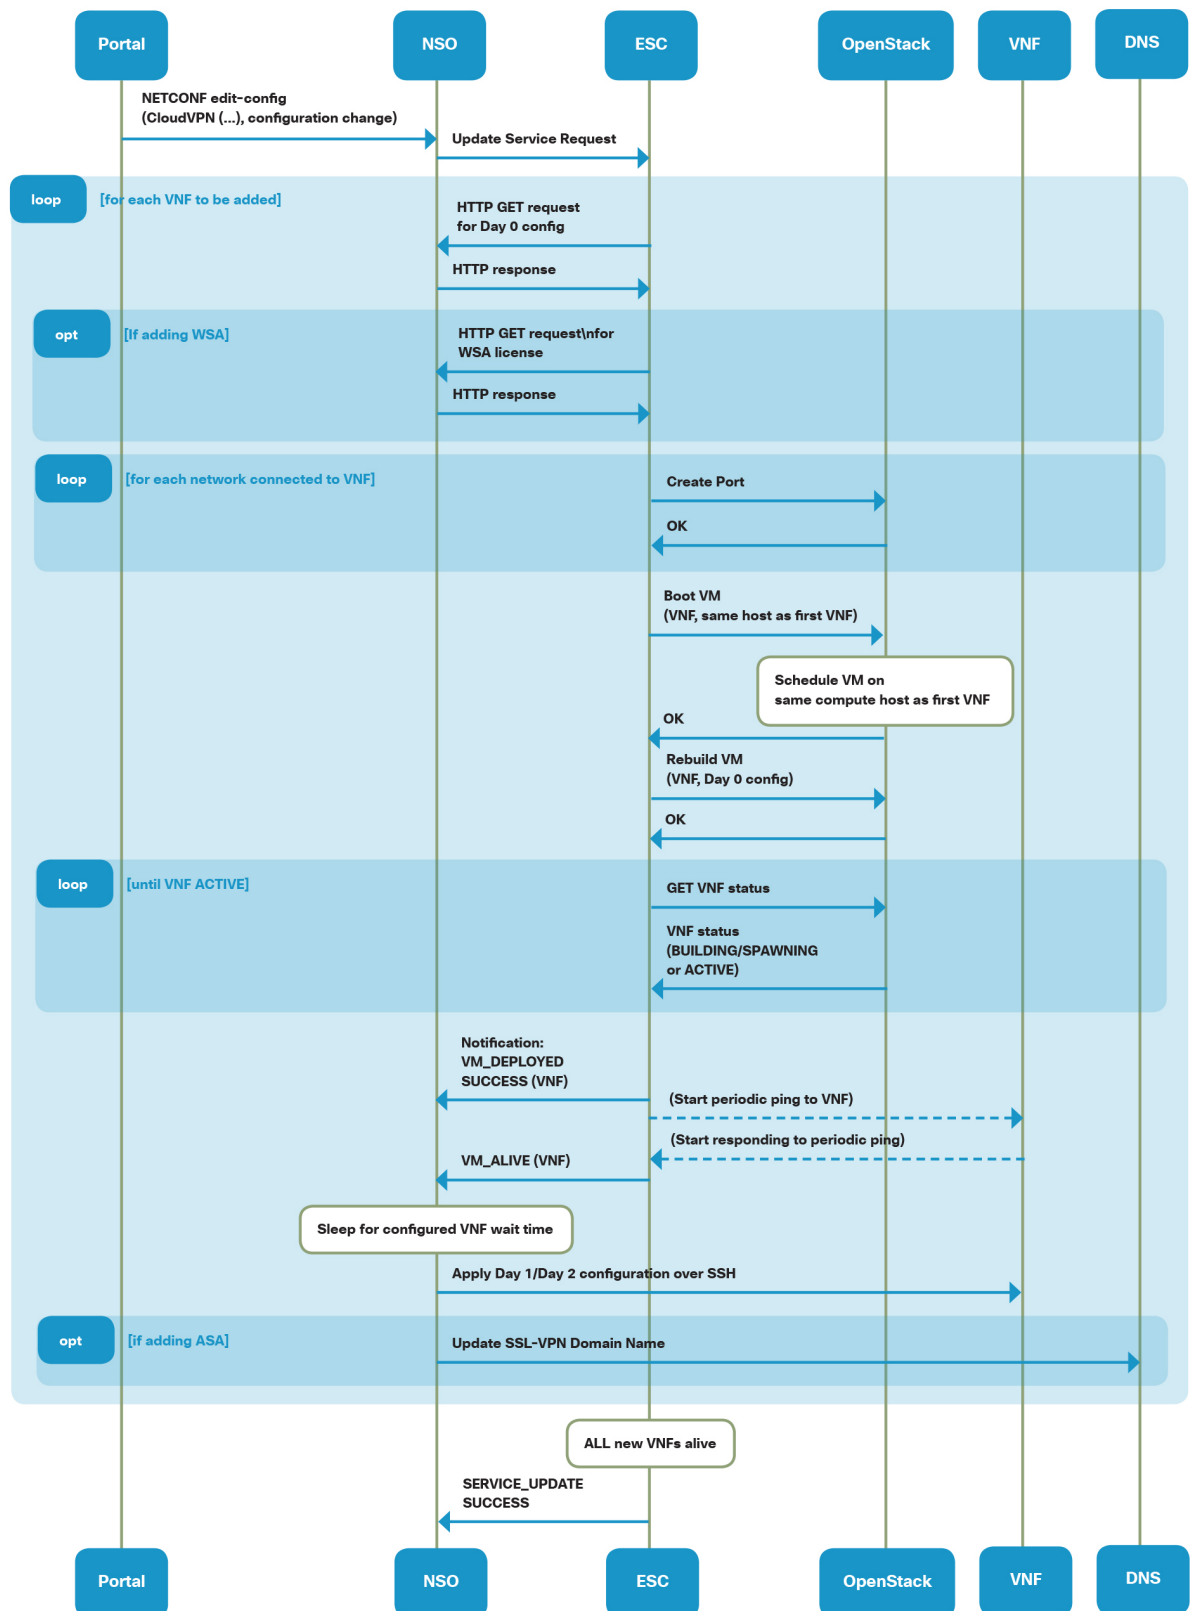 Portal
NSO
ESC
OpenStack
VNF
DNS
NETCONF edit-config
(CloudVPN (...), configuration change)
Update Service Request
loop
[for each VNF to be added]
HTTP GET request
for Day 0 config
HTTP response
opt
[If adding WSA]
HTTP GET request\nfor
WSA license
HTTP response
loop
[for each network connected to VNF]
Create Port
OK
Boot VM
(VNF, same host as first VNF)
Schedule VM on
same compute host as first VNF
OK
Rebuild VM
(VNF, Day 0 config)
OK
loop
[until VNF ACTIVE]
GET VNF status
VNF status
(BUILDING/SPAWNING
or ACTIVE)
Notification:
VM_DEPLOYED
SUCCESS (VNF)
(Start periodic ping to VNF)
(Start responding to periodic ping)
VM_ALIVE (VNF)
Sleep for configured VNF wait time
Apply Day 1/Day 2 configuration over SSH
opt
[if adding ASA]
Update SSL-VPN Domain Name
ALL new VNFs alive
SERVICE_UPDATE
SUCCESS
Portal
NSO
ESC
OpenStack
VNF
DNS